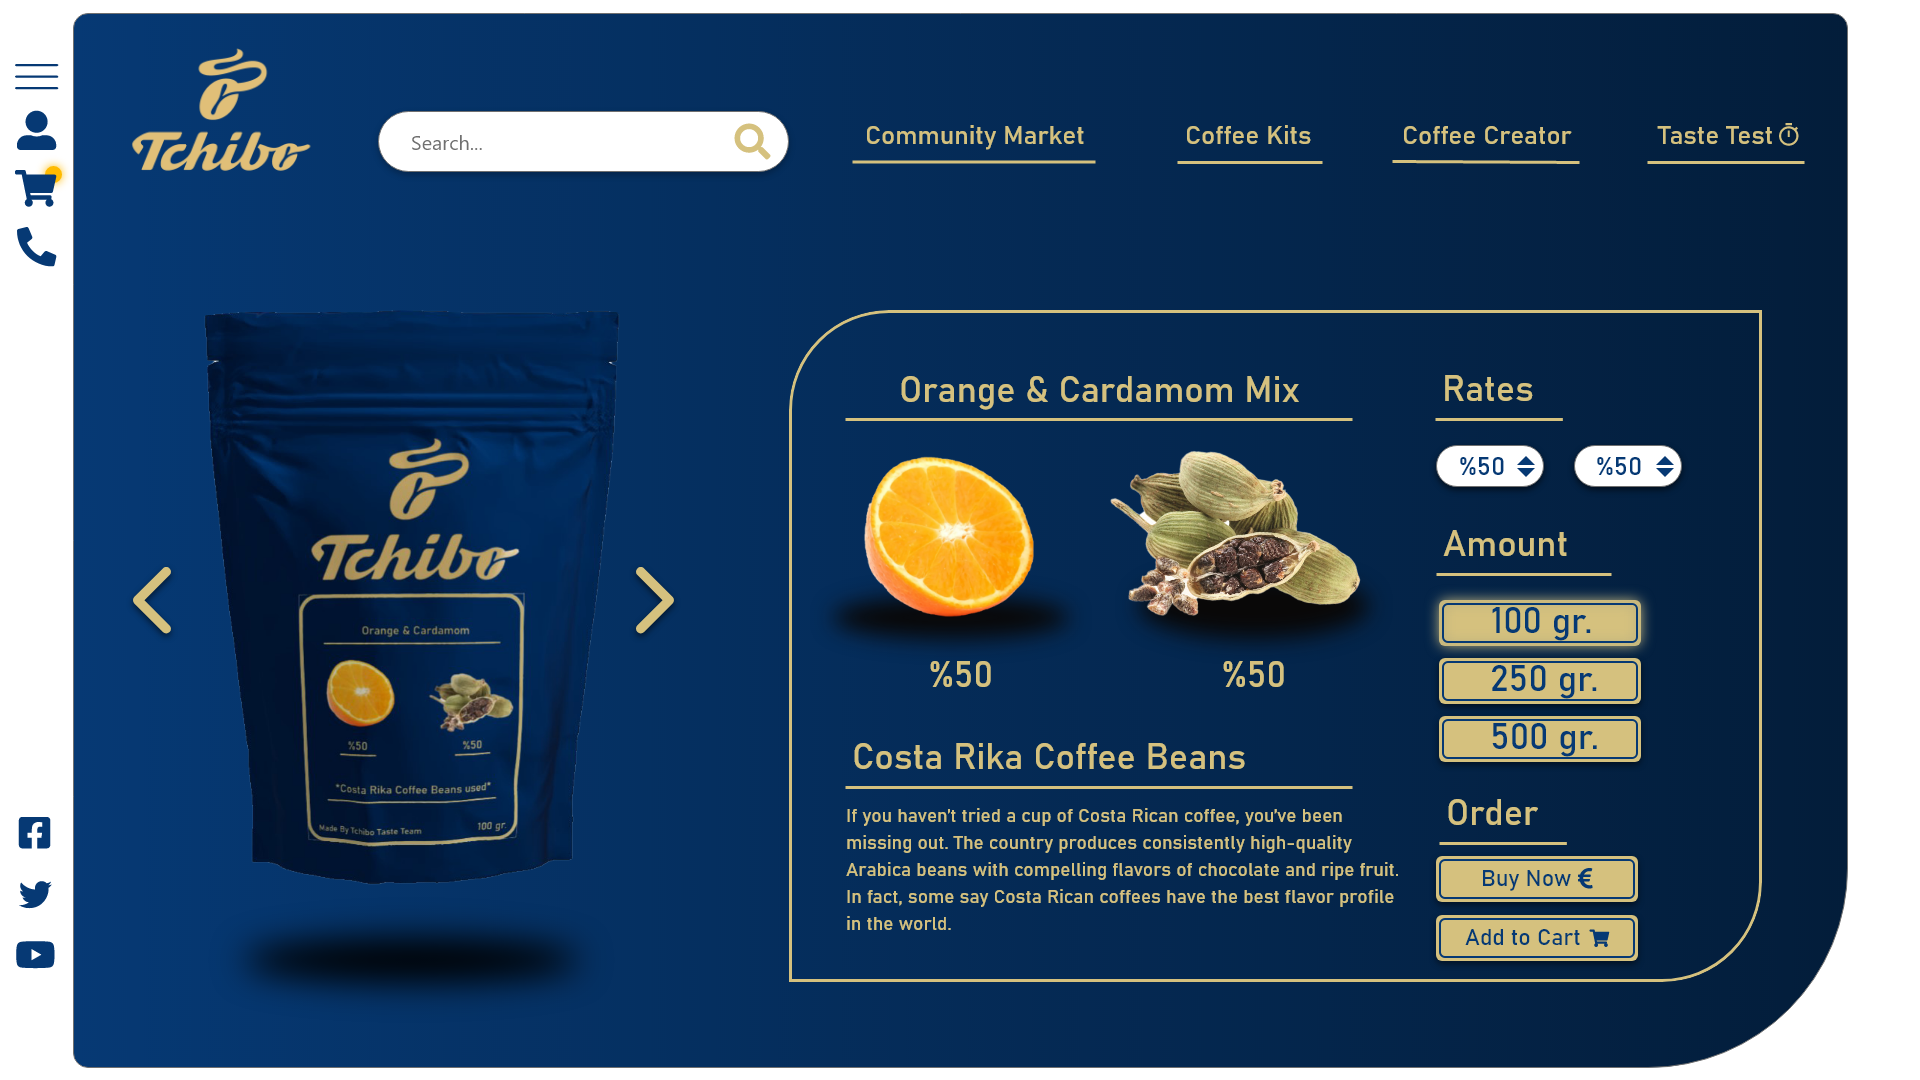 Tchibo
Search...
Community Market
Coffee Kits
Coffee Creator
Taste Test
Tchibo
Orange & Cardamom
%50
%50
*Costa Rika Coffee Beans used*
Made By Tchibo Taste Team
100 gr.
Orange & Cardamom Mix
%50
%50
Costa Rika Coffee Beans
If you haven't tried a cup of Costa Rican coffee, you've been
missing out. The country produces consistently high-quality
Arabica beans with compelling flavors of chocolate and ripe fruit.
In fact, some say Costa Rican coffees have the best flavor profile
in the world.
Rates
%50
%50
Amount
100 gr.
250 gr.
500 gr.
Order
Buy Now €
Add to Cart